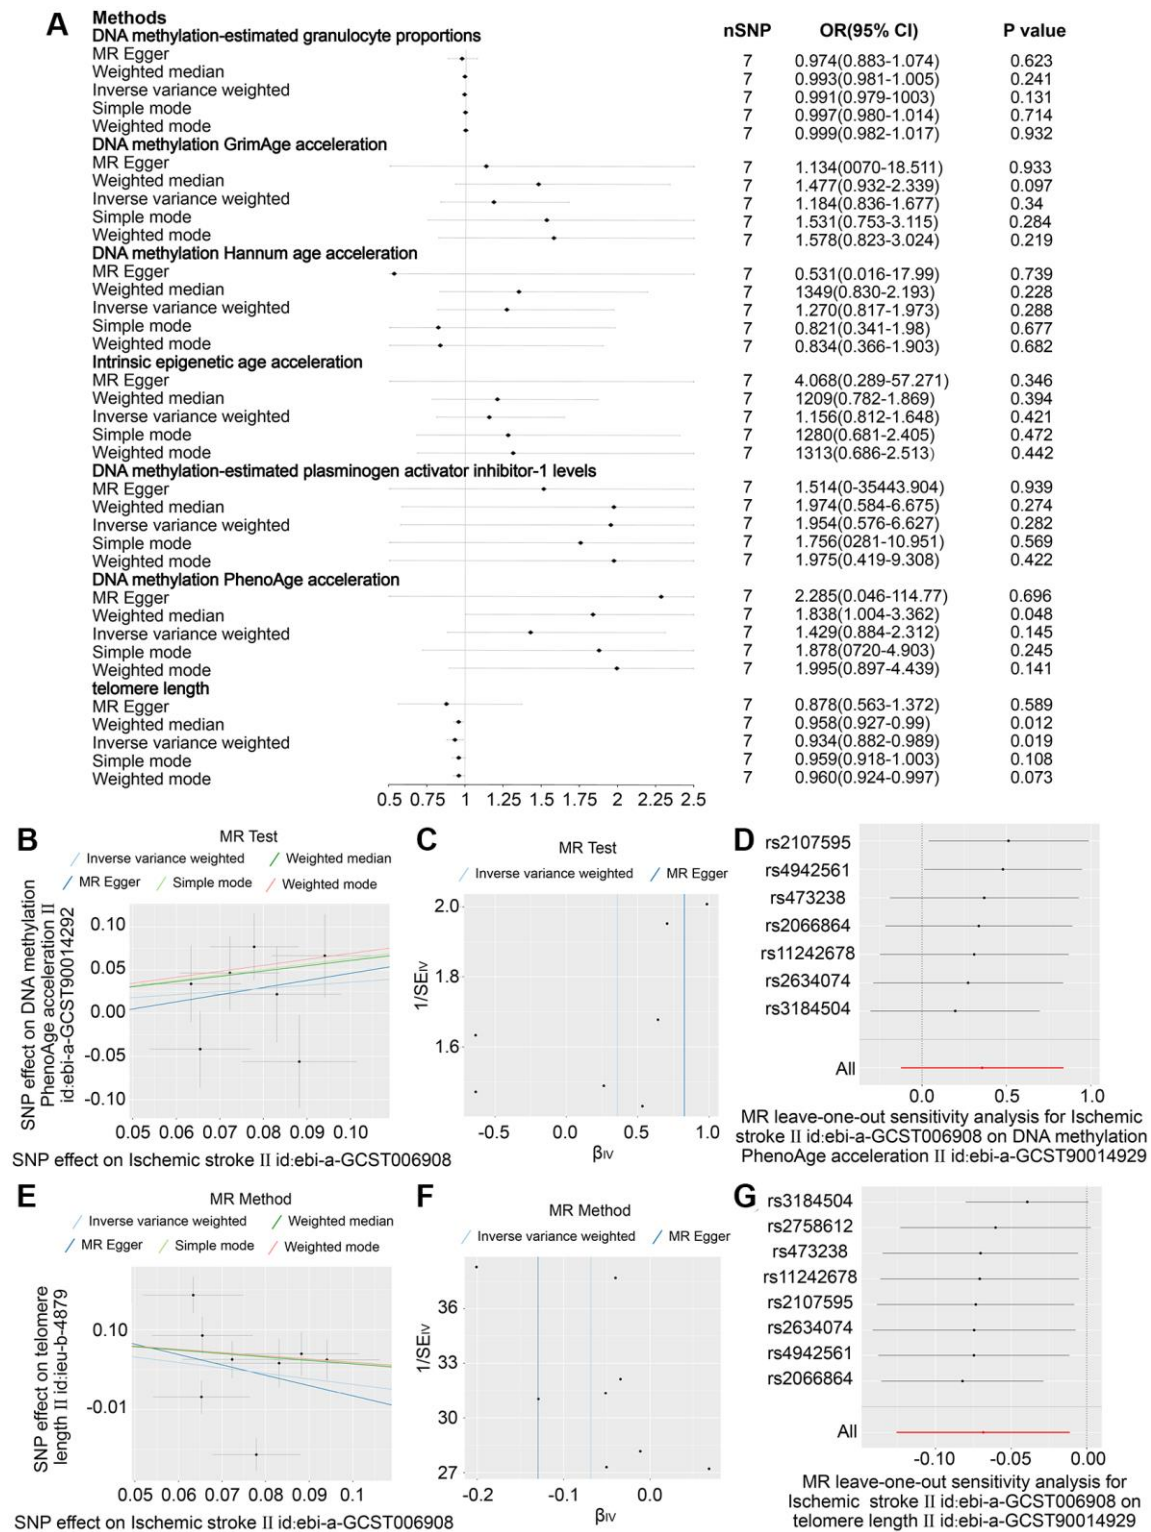 A
Methods
nSNP OR(95% CI) P value
DNA methylation-estimated granulocyte proportions
MR Egger 7 0.974(0.883-1.074) 0.623
Weighted median 7 0.993(0.981-1.005) 0.241
Inverse variance weighted 7 0.991(0.979-1003) 0.131
Simple mode 7 0.997(0.980-1.014) 0.714
Weighted mode 7 0.999(0.982-1.017) 0.932
DNA methylation GrimAge acceleration
MR Egger 7 1.134(0070-18.511) 0.933
Weighted median 7 1.477(0.932-2.339) 0.097
Inverse variance weighted 7 1.184(0.836-1.677) 0.34
Simple mode 7 1.531(0.753-3.115) 0.284
Weighted mode 7 1.578(0.823-3.024) 0.219
DNA methylation Hannum age acceleration
MR Egger 7 0.531(0.016-17.99) 0.739
Weighted median 7 1349(0.830-2.193) 0.228
Inverse variance weighted 7 1.270(0.817-1.973) 0.288
Simple mode 7 0.821(0.341-1.98) 0.677
Weighted mode 7 0.834(0.366-1.903) 0.682
Intrinsic epigenetic age acceleration
MR Egger 7 4.068(0.289-57.271) 0.346
Weighted median 7 1209(0.782-1.869) 0.394
Inverse variance weighted 7 1.156(0.812-1.648) 0.421
Simple mode 7 1280(0.681-2.405) 0.472
Weighted mode 7 1313(0.686-2.513) 0.442
DNA methylation-estimated plasminogen activator inhibitor-1 levels
MR Egger 7 1.514(0-35443.904) 0.939
Weighted median 7 1.974(0.584-6.675) 0.274
Inverse variance weighted 7 1.954(0.576-6.627) 0.282
Simple mode 7 1.756(0281-10.951) 0.569
Weighted mode 7 1.975(0.419-9.308) 0.422
DNA methylation PhenoAge acceleration
MR Egger 7 2.285(0.046-114.77) 0.696
Weighted median 7 1.838(1.004-3.362) 0.048
Inverse variance weighted 7 1.429(0.884-2.312) 0.145
Simple mode 7 1.878(0720-4.903) 0.245
Weighted mode 7 1.995(0.897-4.439) 0.141
telomere length
MR Egger 7 0.878(0.563-1.372) 0.589
Weighted median 7 0.958(0.927-0.99) 0.012
Inverse variance weighted 7 0.934(0.882-0.989) 0.019
Simple mode 7 0.959(0.918-1.003) 0.108
Weighted mode 7 0.960(0.924-0.997) 0.073
0.5 0.75 1 1.25 1.5 1.75 2 2.25 2.5
B
MR Test
Inverse variance weighted Weighted median
MR Egger Simple mode Weighted mode
SNP effect on DNA methylation
PhenoAge acceleration II
id:ebi-a-GCST90014292
0.10
0.05
0.00
-0.05
-0.10
0.05 0.06 0.07 0.08 0.09 0.10
SNP effect on Ischemic stroke II id:ebi-a-GCST006908
C
MR Test
Inverse variance weighted MR Egger
1/SEIV
2.0
1.8
1.6
-0.5 0.0 0.5 1.0
βIV
D
rs2107595
rs4942561
rs473238
rs2066864
rs11242678
rs2634074
rs3184504
All
0.0 0.5 1.0
MR leave-one-out sensitivity analysis for Ischemic
stroke II id:ebi-a-GCST006908 on DNA methylation
PhenoAge acceleration II id:ebi-a-GCST90014929
E
MR Method
Inverse variance weighted Weighted median
MR Egger Simple mode Weighted mode
SNP effect on telomere
length II id:ieu-b-4879
0.10
-0.01
0.05 0.06 0.07 0.08 0.09 0.1
SNP effect on Ischemic stroke II id:ebi-a-GCST006908
F
MR Method
Inverse variance weighted MR Egger
1/SEIV
36
33
30
27
-0.2 -0.1 0.0
βIV
G
rs3184504
rs2758612
rs473238
rs11242678
rs2107595
rs2634074
rs4942561
rs2066864
All
-0.10 -0.05 0.00
MR leave-one-out sensitivity analysis for
Ischemic stroke II id:ebi-a-GCST006908 on
telomere length II id:ebi-a-GCST90014929